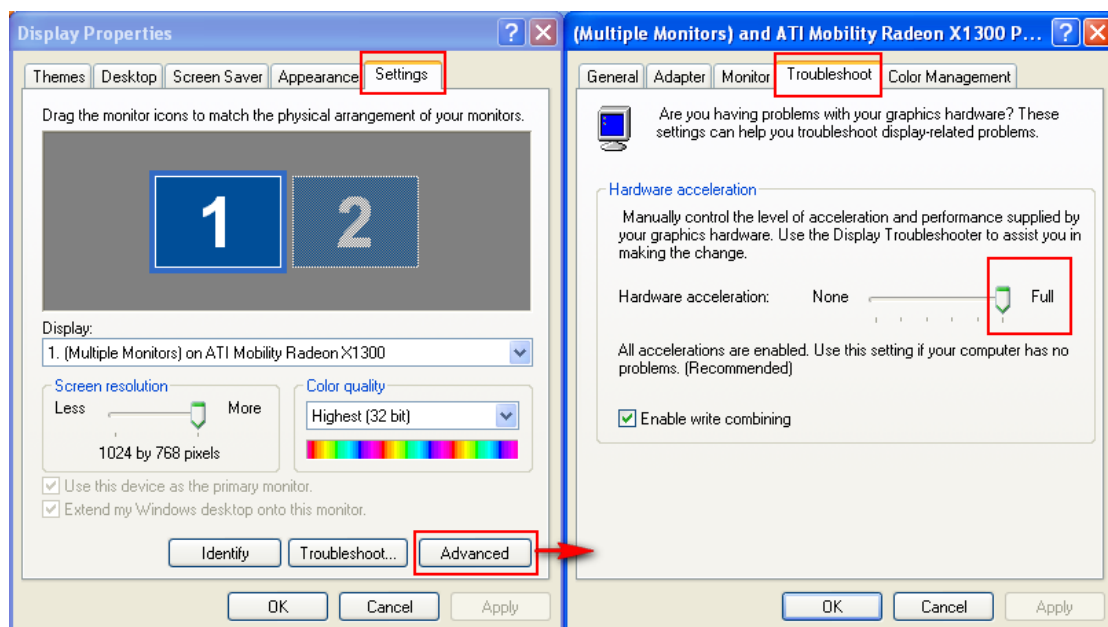 Display Properties
Themes Desktop Screen Saver Appearance Settings
Drag the monitor icons to match the physical arrangement of your monitors.
1 2
Display:
1. (Multiple Monitors) on ATI Mobility Radeon X1300
Screen resolution
Less More
1024 by 768 pixels
Color quality
Highest (32 bit)
Use this device as the primary monitor.
Extend my Windows desktop onto this monitor.
Identify Troubleshoot... Advanced
OK Cancel Apply
(Multiple Monitors) and ATI Mobility Radeon X1300 P...
General Adapter Monitor Troubleshoot Color Management
Are you having problems with your graphics hardware? These
settings can help you troubleshoot display-related problems.
Hardware acceleration
Manually control the level of acceleration and performance supplied by
your graphics hardware. Use the Display Troubleshooter to assist you in
making the change.
Hardware acceleration: None Full
All accelerations are enabled. Use this setting if your computer has no
problems. (Recommended)
Enable write combining
OK Cancel Apply